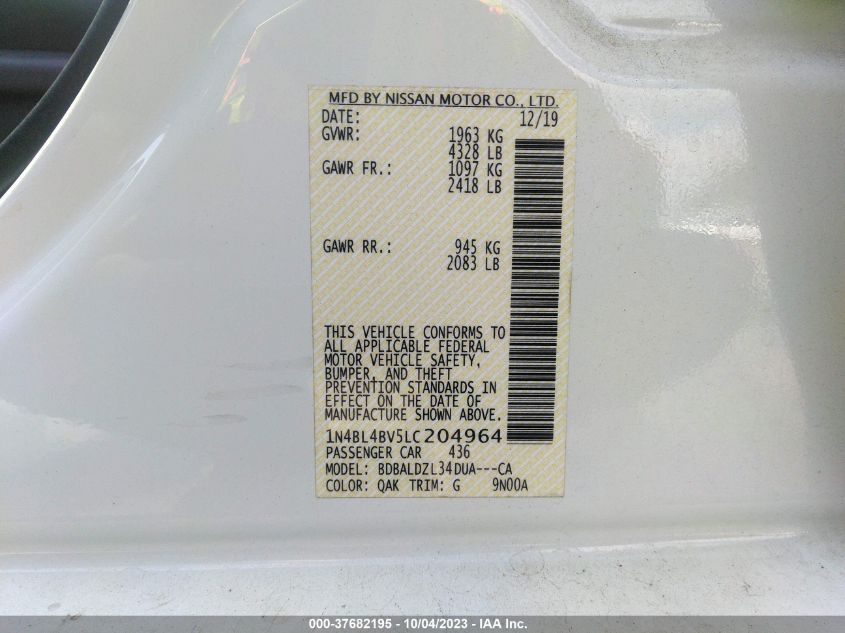 MFD BY NISSAN MOTOR CO., LTD.
DATE: 12/19
GVWR: 1963 KG
4328 LB
GAWR FR.: 1097 KG
2418 LB
GAWR RR.: 945 KG
2083 LB
THIS VEHICLE CONFORMS TO
ALL APPLICABLE FEDERAL
MOTOR VEHICLE SAFETY,
BUMPER, AND THEFT
PREVENTION STANDARDS IN
EFFECT ON THE DATE OF
MANUFACTURE SHOWN ABOVE.
1N4BL4BV5LC204964
PASSENGER CAR 436
MODEL: BDBALDZL34DUA---CA
COLOR: QAK TRIM: G 9N00A
000-37682195 - 10/04/2023 - IAA Inc.